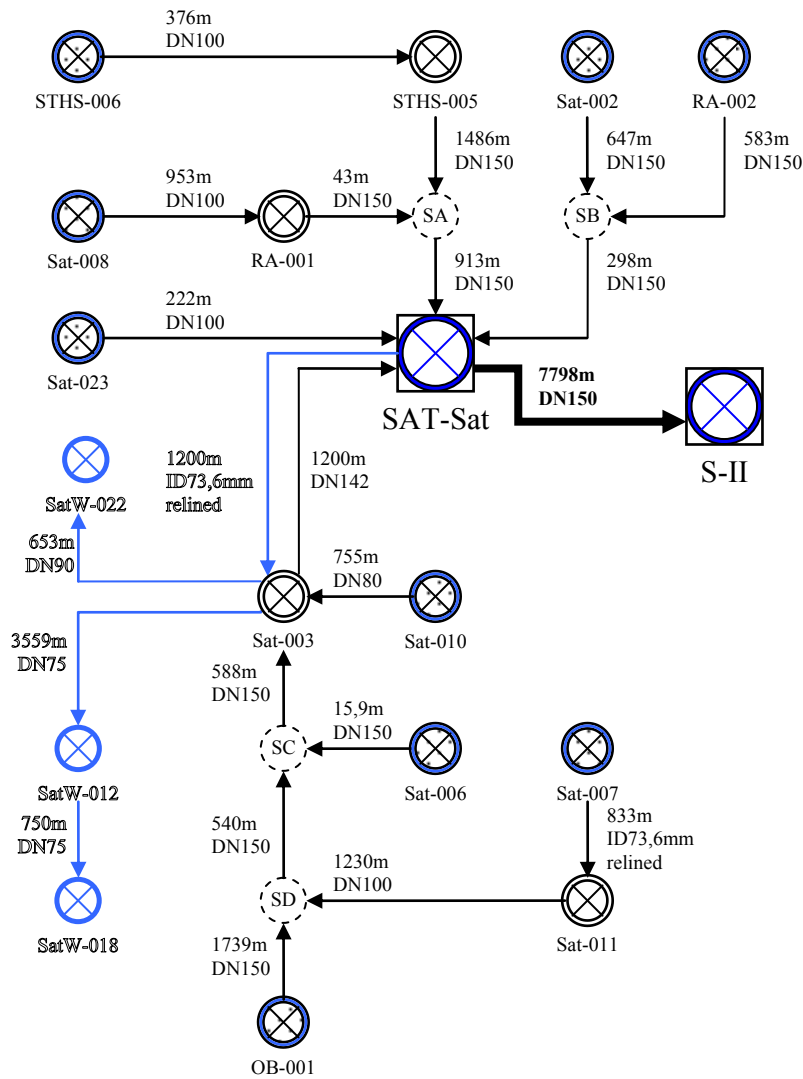 376m
DN100
STHS-006
STHS-005
Sat-002
RA-002
1486m
DN150
647m
DN150
583m
DN150
953m
DN100
43m
DN150
SA
SB
Sat-008
RA-001
913m
DN150
298m
DN150
222m
DN100
Sat-023
SAT-Sat
7798m
DN150
S-II
1200m
ID73,6mm
relined
1200m
DN142
SatW-022
653m
DN90
755m
DN80
Sat-003
Sat-010
3559m
DN75
588m
DN150
15,9m
DN150
SC
SatW-012
Sat-006
Sat-007
750m
DN75
540m
DN150
833m
ID73,6mm
relined
1230m
DN100
SD
SatW-018
Sat-011
1739m
DN150
OB-001